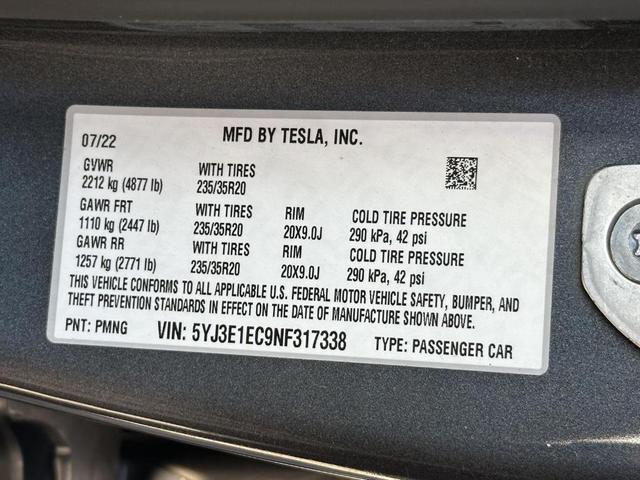 07/22 MFD BY TESLA, INC.
GVWR WITH TIRES
2212 kg (4877 lb) 235/35R20
GAWR FRT WITH TIRES RIM COLD TIRE PRESSURE
1110 kg (2447 lb) 235/35R20 20X9.0J 290 kPa, 42 psi
GAWR RR WITH TIRES RIM COLD TIRE PRESSURE
1257 kg (2771 lb) 235/35R20 20X9.0J 290 kPa, 42 psi
THIS VEHICLE CONFORMS TO ALL APPLICABLE U.S. FEDERAL MOTOR VEHICLE SAFETY, BUMPER, AND
THEFT PREVENTION STANDARDS IN EFFECT ON THE DATE OF MANUFACTURE SHOWN ABOVE.
PNT: PMNG VIN: 5YJ3E1EC9NF317338 TYPE: PASSENGER CAR